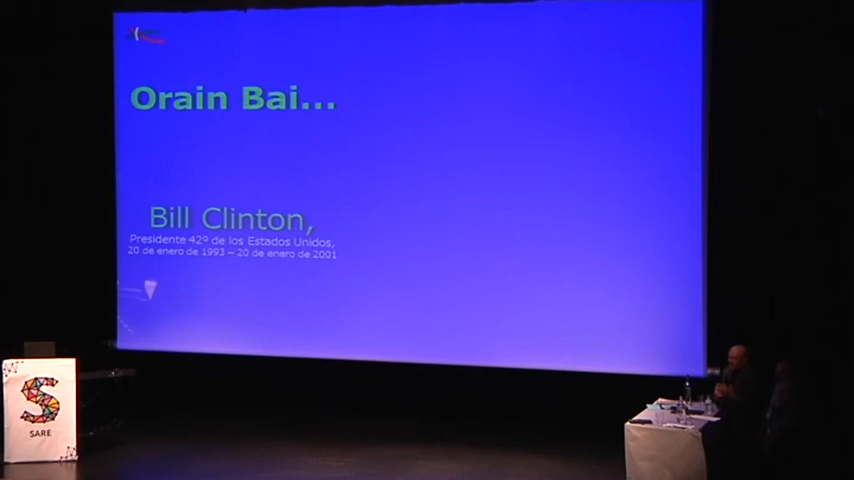 Orain Bai...
Bill Clinton,
Presidente 42º de los Estados Unidos,
20 de enero de 1993 – 20 de enero de 2001
S
SARE